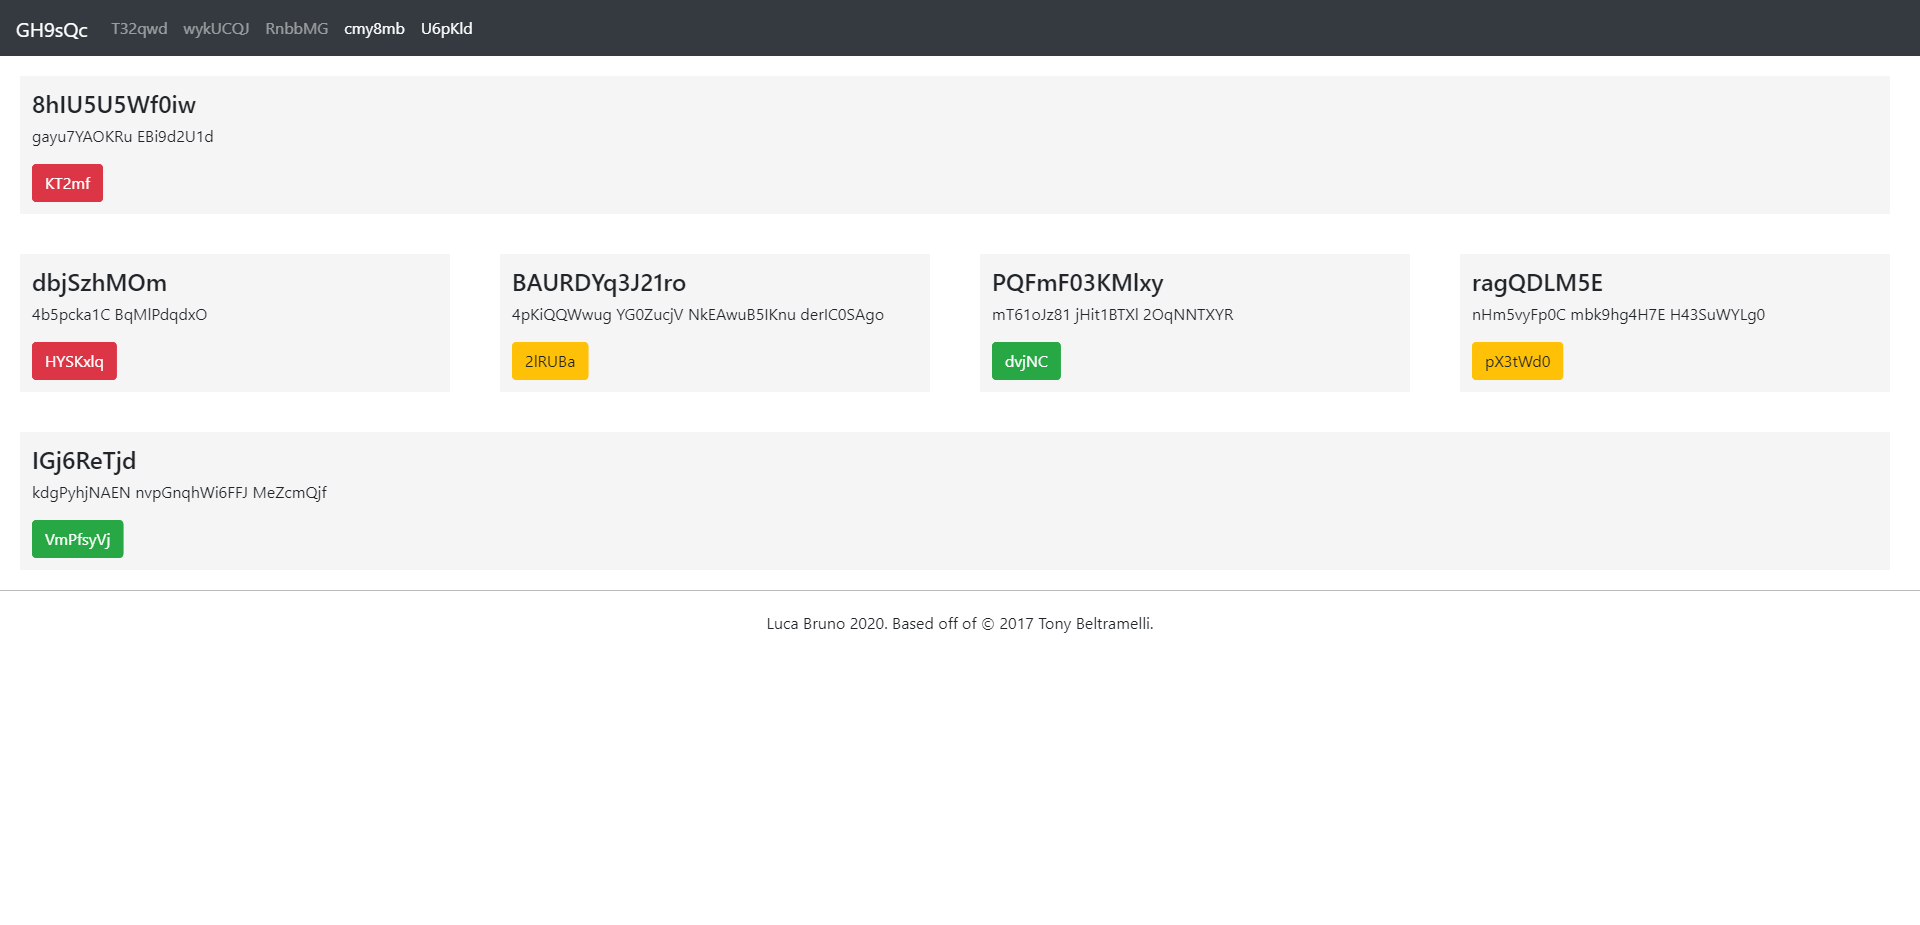 GH9sQc T32qwd wykUCQJ RnbbMG cmy8mb U6pKld
8hIU5U5Wf0iw
gayu7YAOKRu EBi9d2U1d
KT2mf
dbjSzhMOm
4b5pcka1C BqMlPdqdxO
HYSKxlq
BAURDYq3J21ro
4pKiQQWwug YG0ZucjV NkEAwuB5IKnu derIC0SAgo
2lRUBa
PQFmF03KMlxy
mT61oJz81 jHit1BTXl 2OqNNTXYR
dvjNC
ragQDLM5E
nHm5vyFp0C mbk9hg4H7E H43SuWYLg0
pX3tWd0
IGj6ReTjd
kdgPyhjNAEN nvpGnqhWi6FFJ MeZcmQjf
VmPfsyVj
Luca Bruno 2020. Based off of © 2017 Tony Beltramelli.